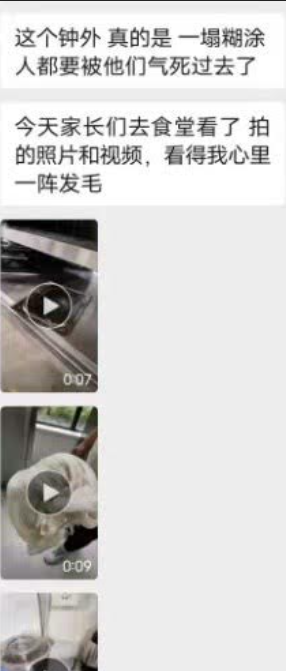 这个钟外 真的是 一塌糊涂
人都要被他们气死过去了
今天家长们去食堂看了 拍
的照片和视频，看得我心里
一阵发毛
0:07
0:09